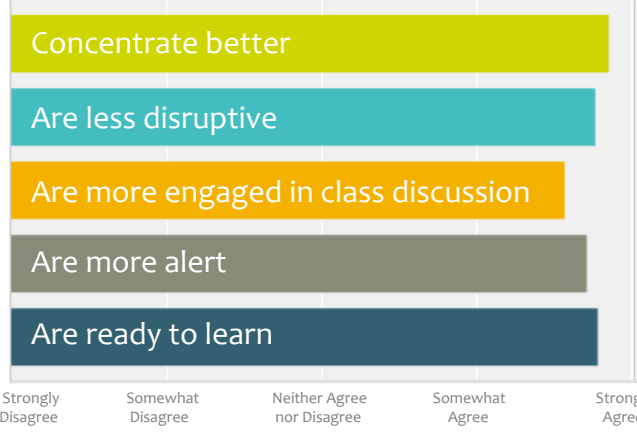 Concentrate better
Are less disruptive
Are more engaged in class discussion
Are more alert
Are ready to learn
Strongly Somewhat Neither Agree Somewhat
Disagree Disagree nor Disagree Agree